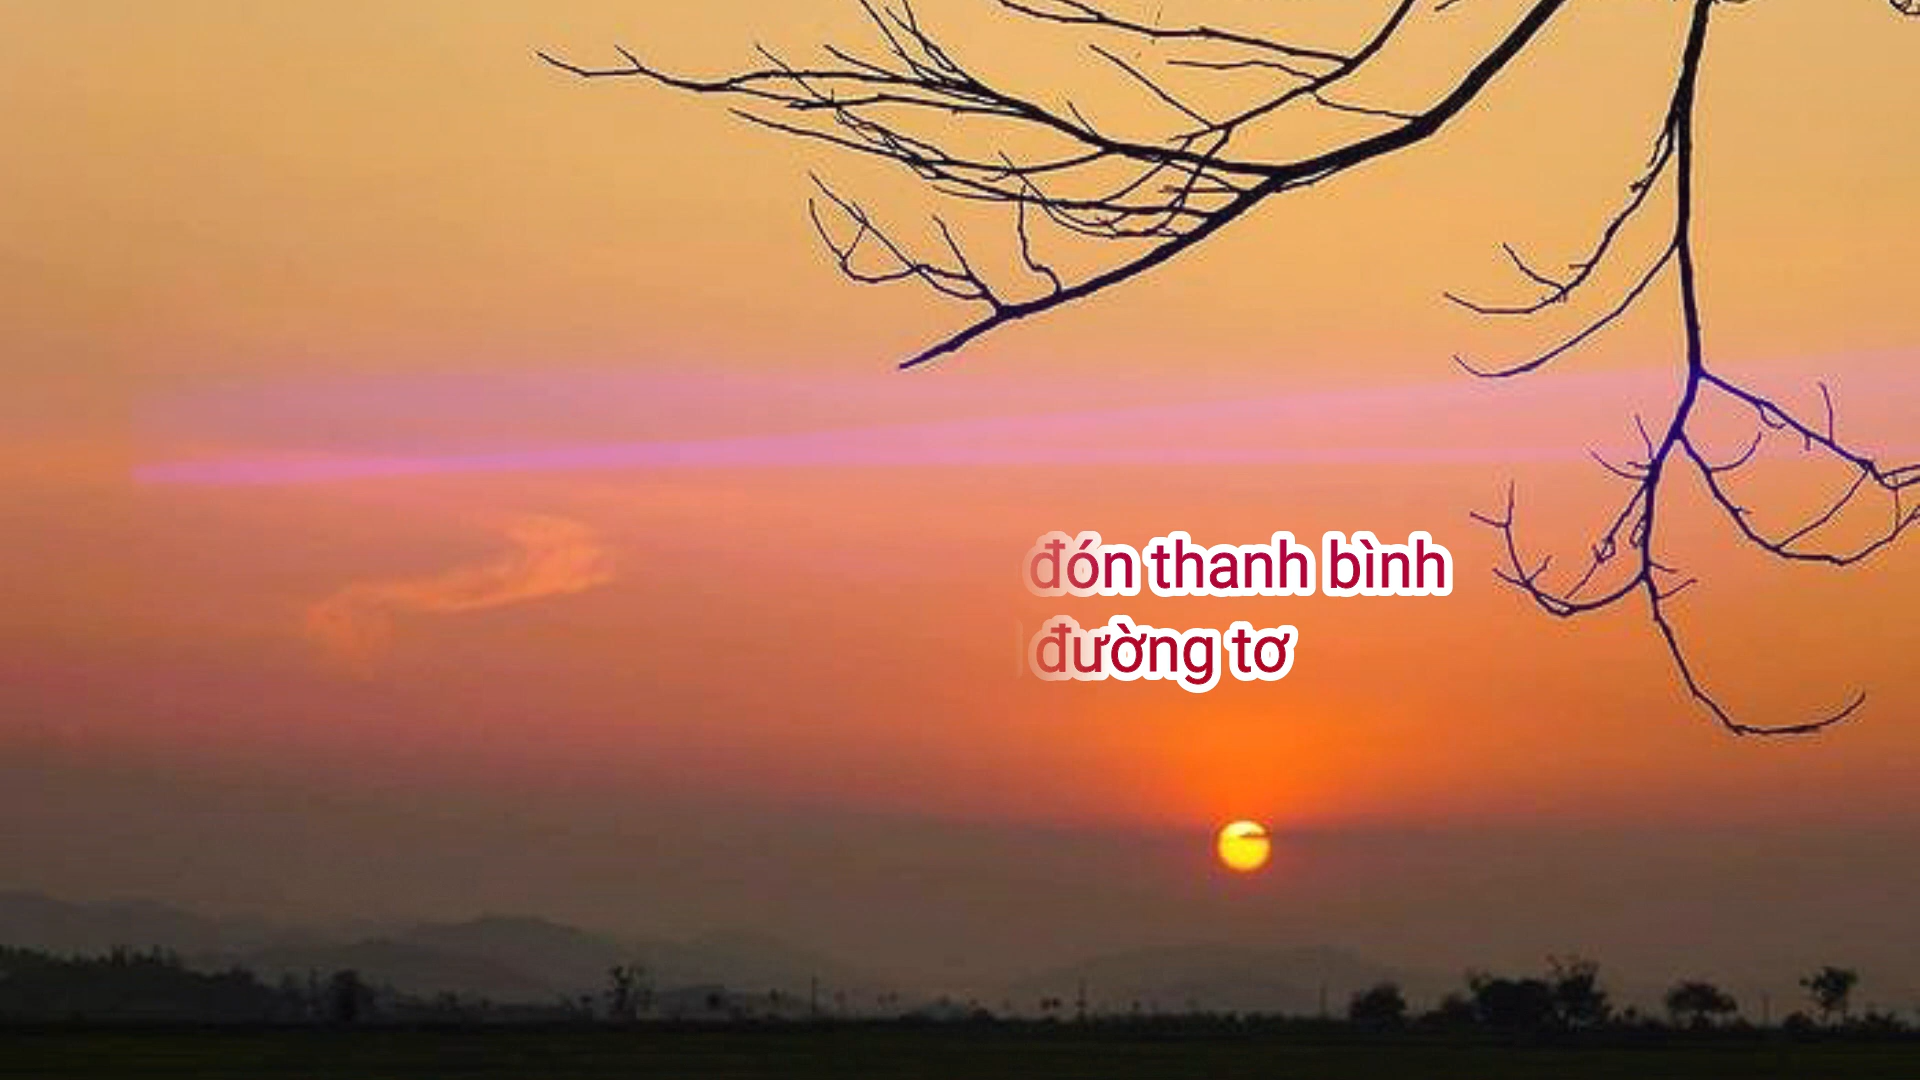 đón thanh bình
đường tơ